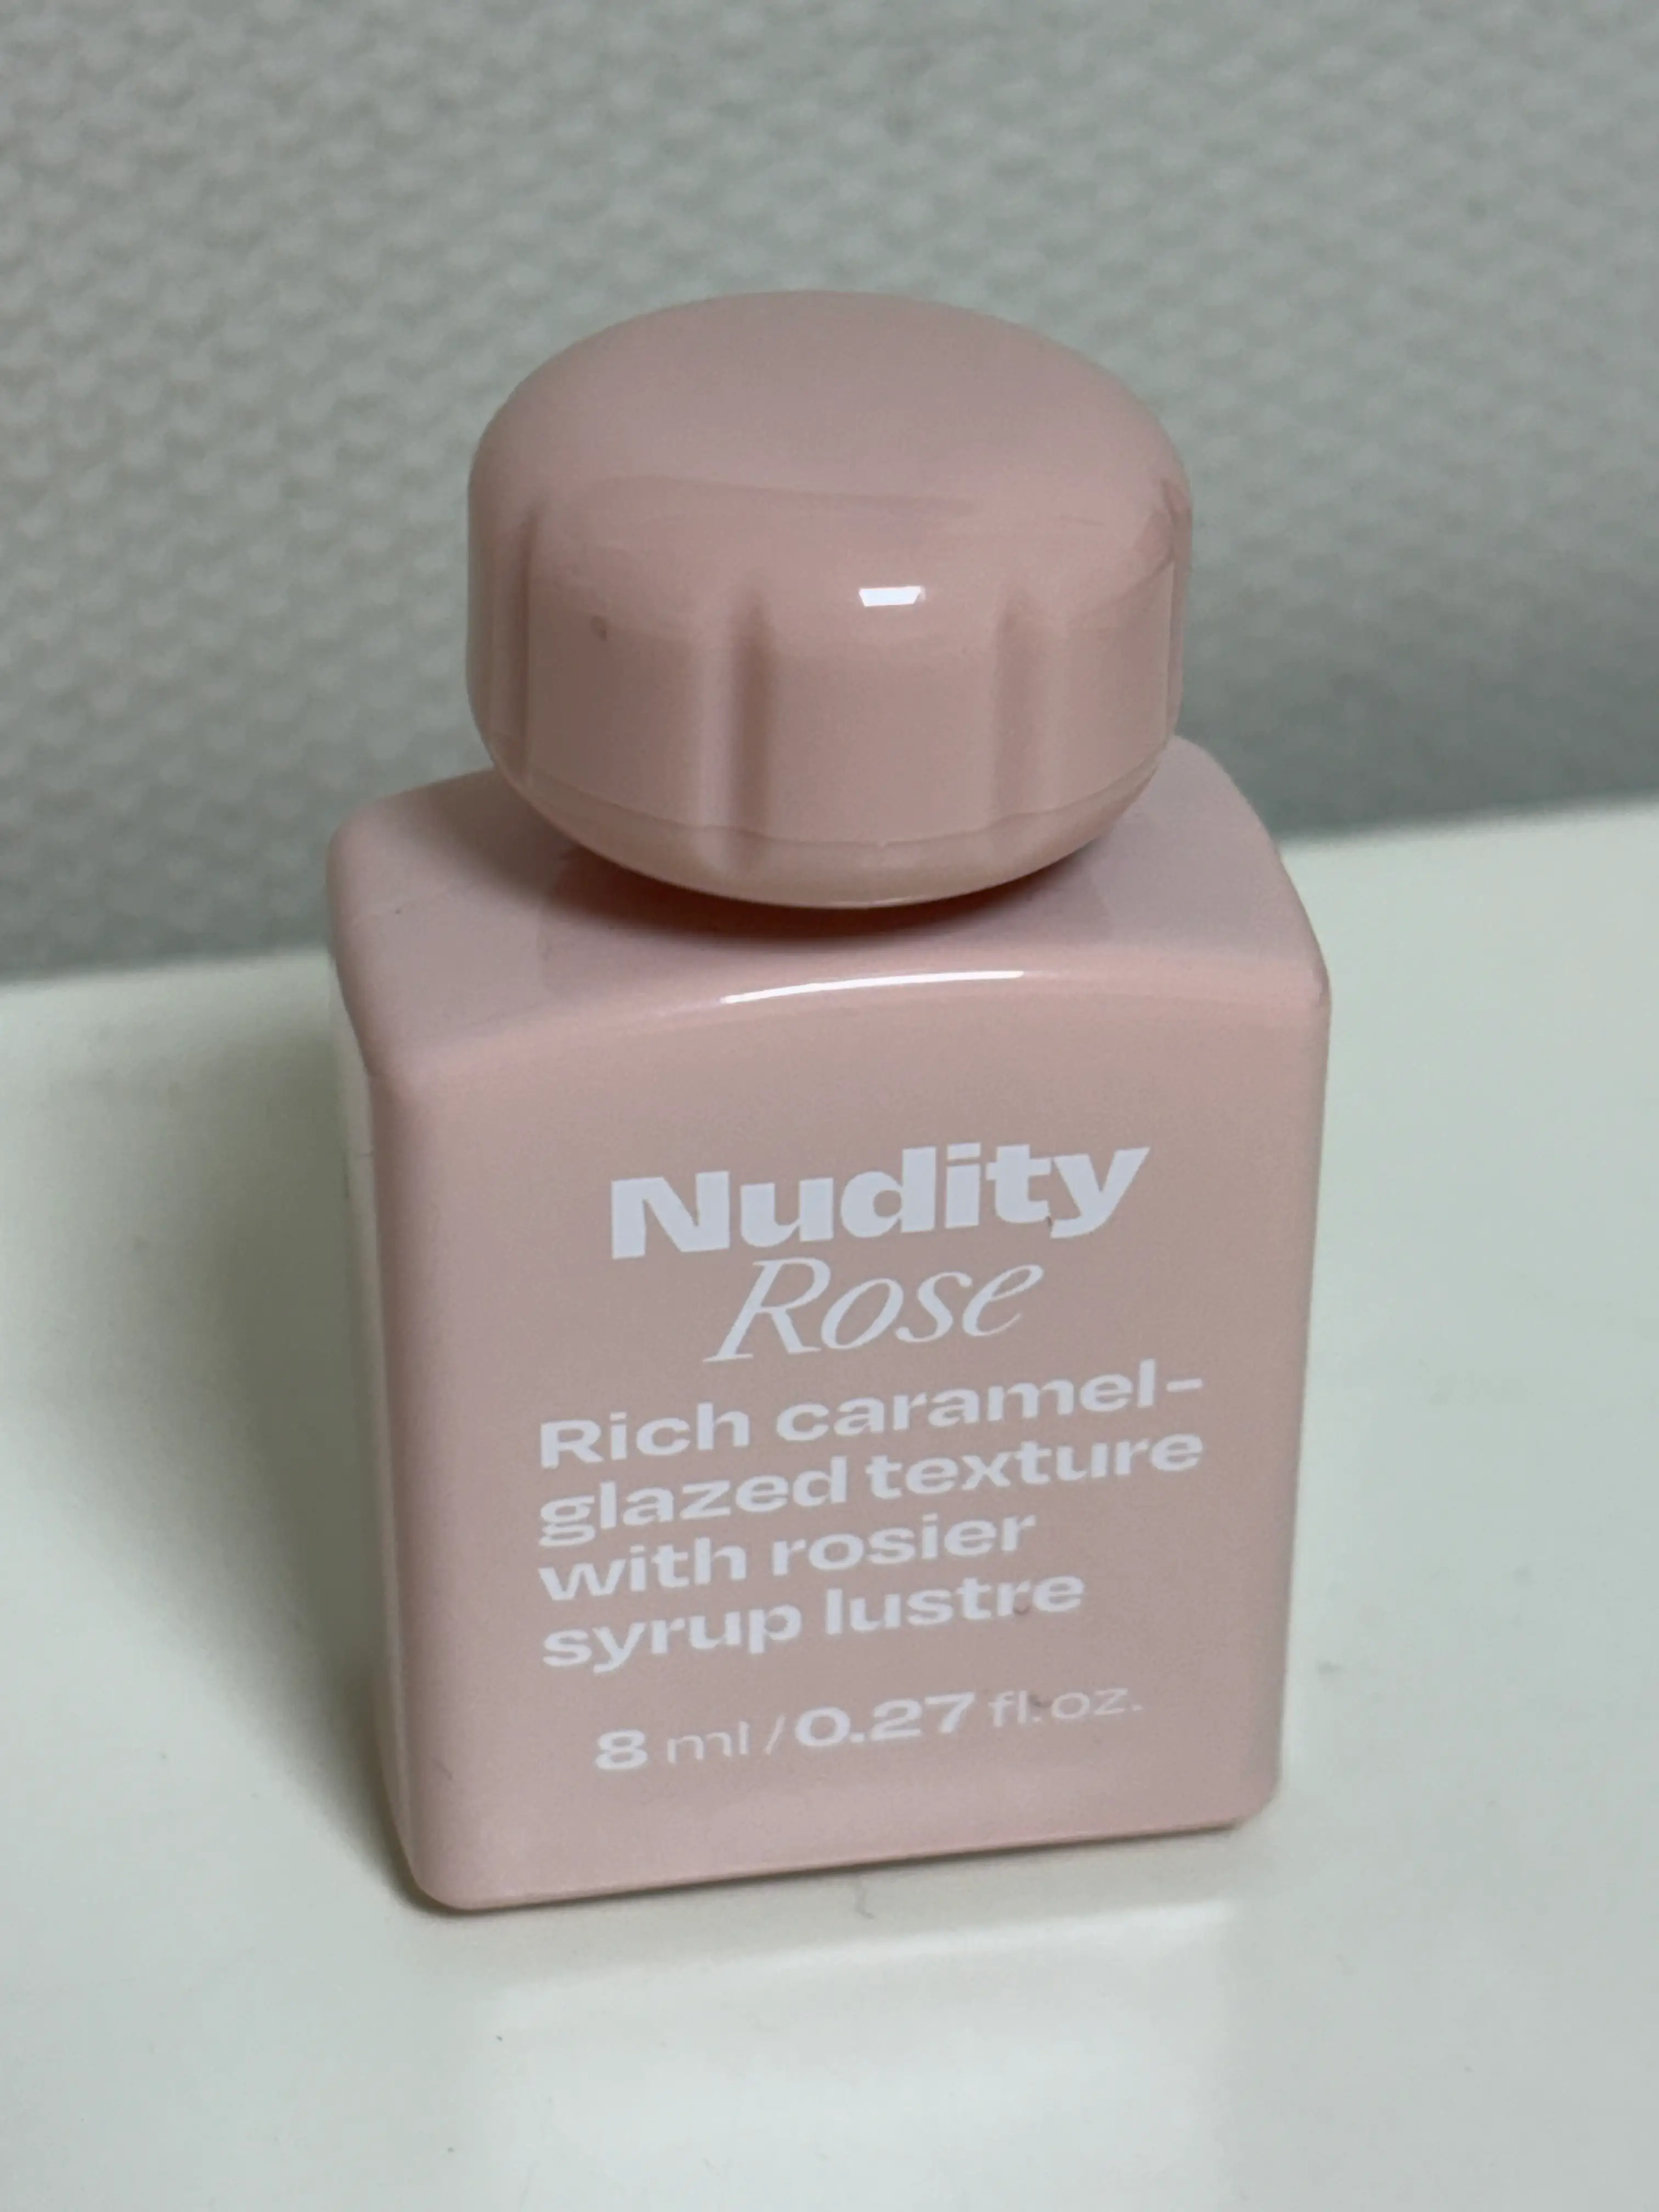 Nudity
Rose
Rich caramel-
glazed texture
with rosier
syrup lustre
8 ml / 0.27 fl. oz.